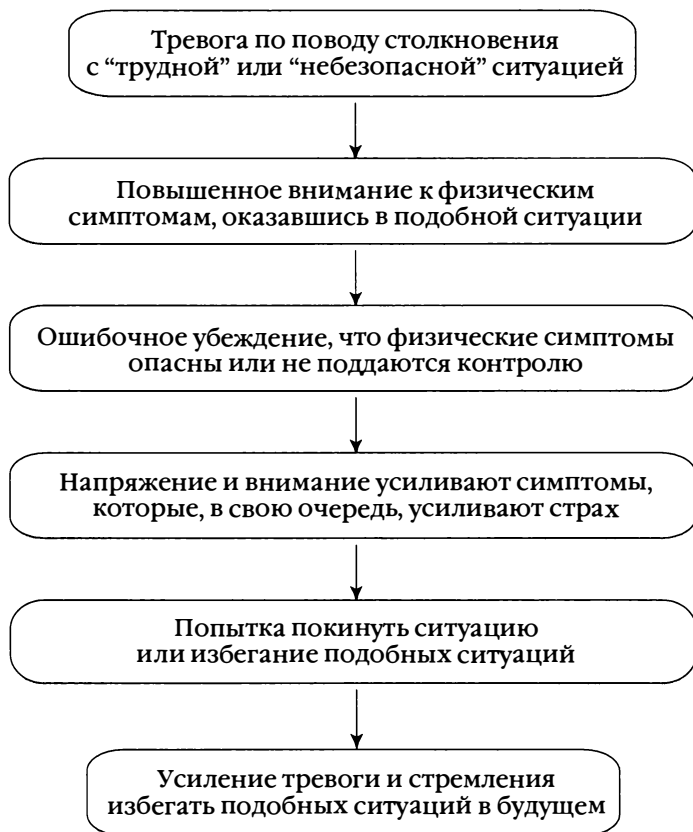 Тревога по поводу столкновения
с “трудной” или “небезопасной” ситуацией
Повышенное внимание к физическим
симптомам, оказавшись в подобной ситуации
Ошибочное убеждение, что физические симптомы
опасны или не поддаются контролю
Напряжение и внимание усиливают симптомы,
которые, в свою очередь, усиливают страх
Попытка покинуть ситуацию
или избегание подобных ситуаций
Усиление тревоги и стремления
избегать подобных ситуаций в будущем